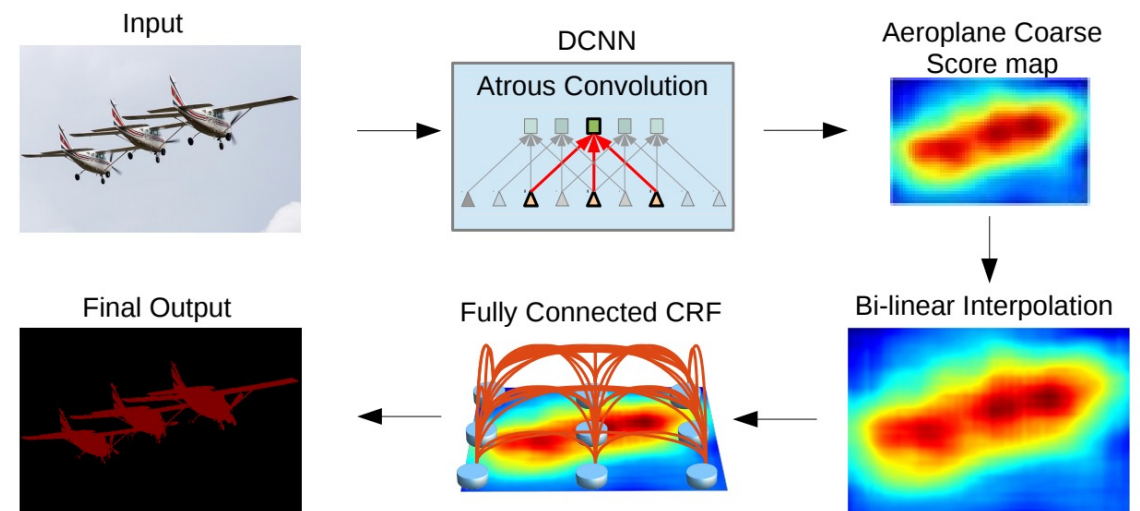 Input
DCNN
Atrous Convolution
Aeroplane Coarse
Score map
Bi-linear Interpolation
Fully Connected CRF
Final Output